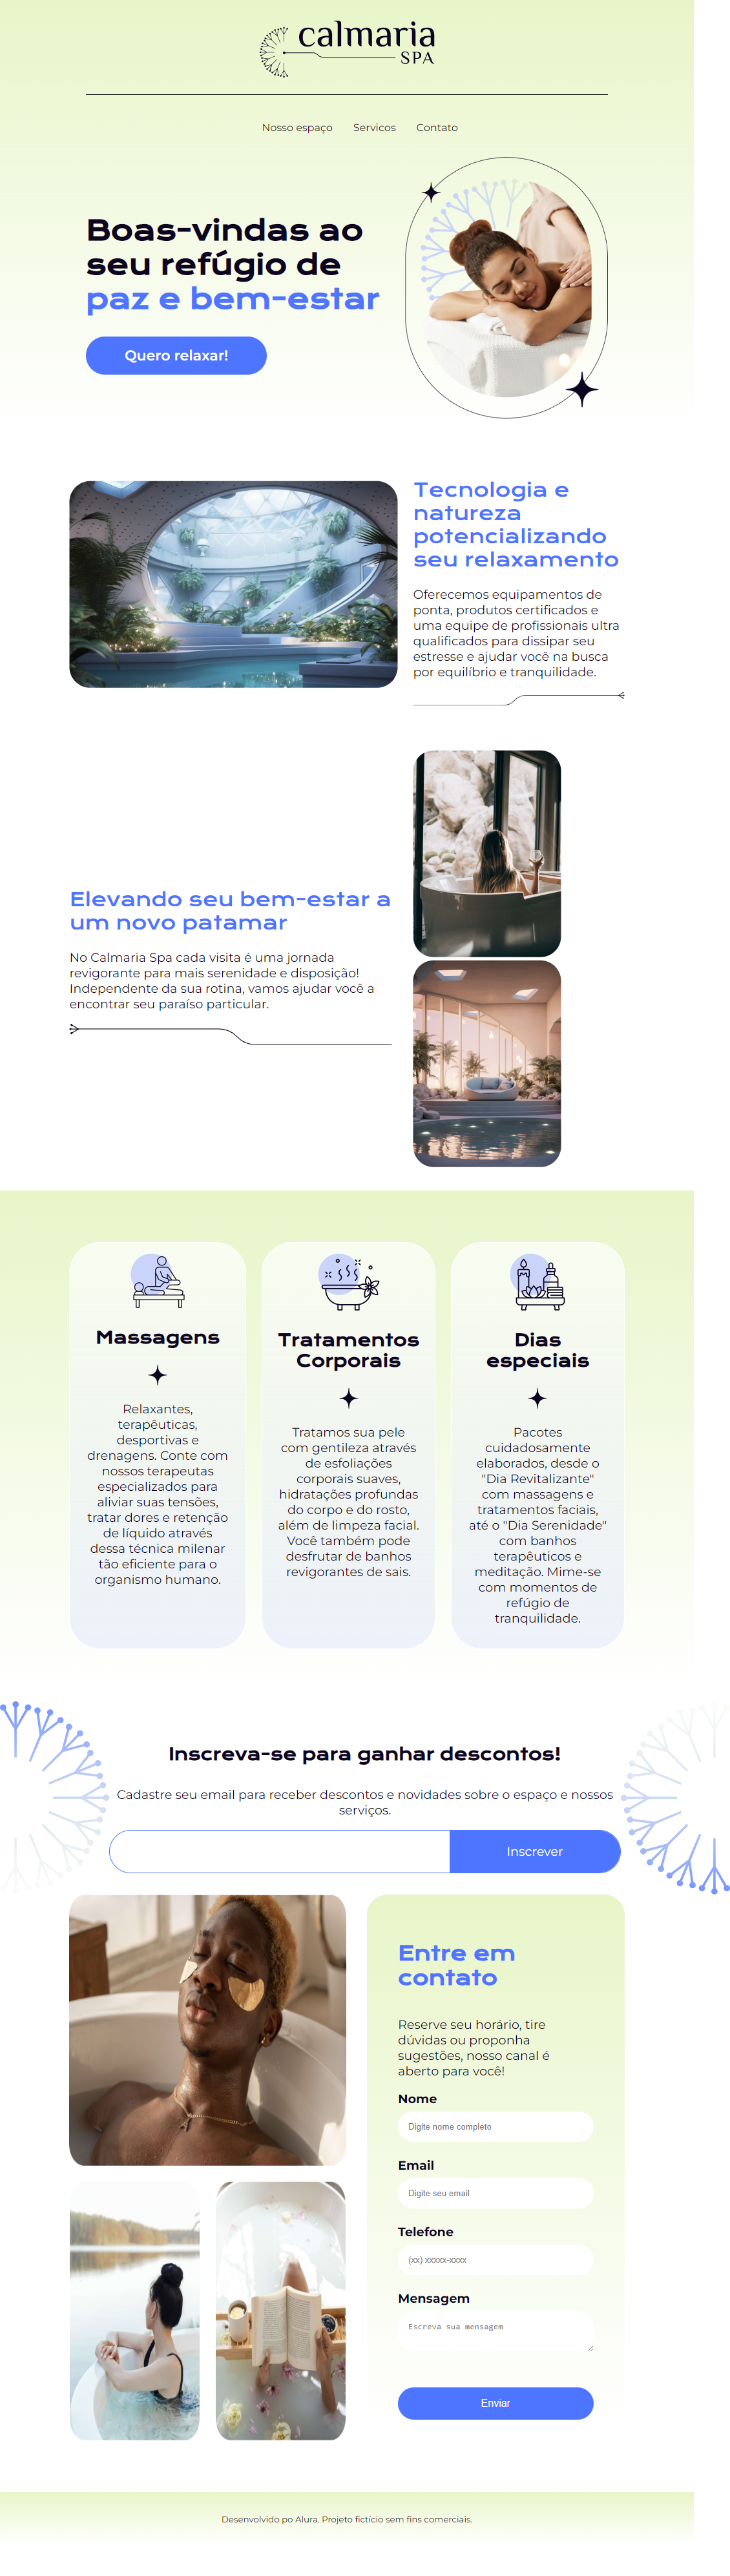 calmaria
SPA
Nosso espaço Servicos Contato
Boas-vindas ao
seu refúgio de
paz e bem-estar
Quero relaxar!
Tecnologia e
natureza
potencializando
seu relaxamento
Oferecemos equipamentos de
ponta, produtos certificados e
uma equipe de profissionais ultra
qualificados para dissipar seu
estresse e ajudar você na busca
por equilíbrio e tranquilidade.
Elevando seu bem-estar a
um novo patamar
No Calmaria Spa cada visita é uma jornada
revigorante para mais serenidade e disposição!
Independente da sua rotina, vamos ajudar você a
encontrar seu paraíso particular.
Massagens
Relaxantes,
terapêuticas,
desportivas e
drenagens. Conte com
nossos terapeutas
especializados para
aliviar suas tensões,
tratar dores e retenção
de líquido através
dessa técnica milenar
tão eficiente para o
organismo humano.
Tratamentos
Corporais
Tratamos sua pele
com gentileza através
de esfoliações
corporais suaves,
hidratações profundas
do corpo e do rosto,
além de limpeza facial.
Você também pode
desfrutar de banhos
revigorantes de sais.
Dias
especiais
Pacotes
cuidadosamente
elaborados, desde o
"Dia Revitalizante"
com massagens e
tratamentos faciais,
até o "Dia Serenidade"
com banhos
terapêuticos e
meditação. Mime-se
com momentos de
refúgio de
tranquilidade.
Inscreva-se para ganhar descontos!
Cadastre seu email para receber descontos e novidades sobre o espaço e nossos
serviços.
Inscrever
Entre em
contato
Reserve seu horário, tire
dúvidas ou proponha
sugestões, nosso canal é
aberto para você!
Nome
Digite nome completo
Email
Digite seu email
Telefone
(xx) xxxxx-xxxx
Mensagem
Escreva sua mensagem
Enviar
Desenvolvido po Alura. Projeto fictício sem fins comerciais.